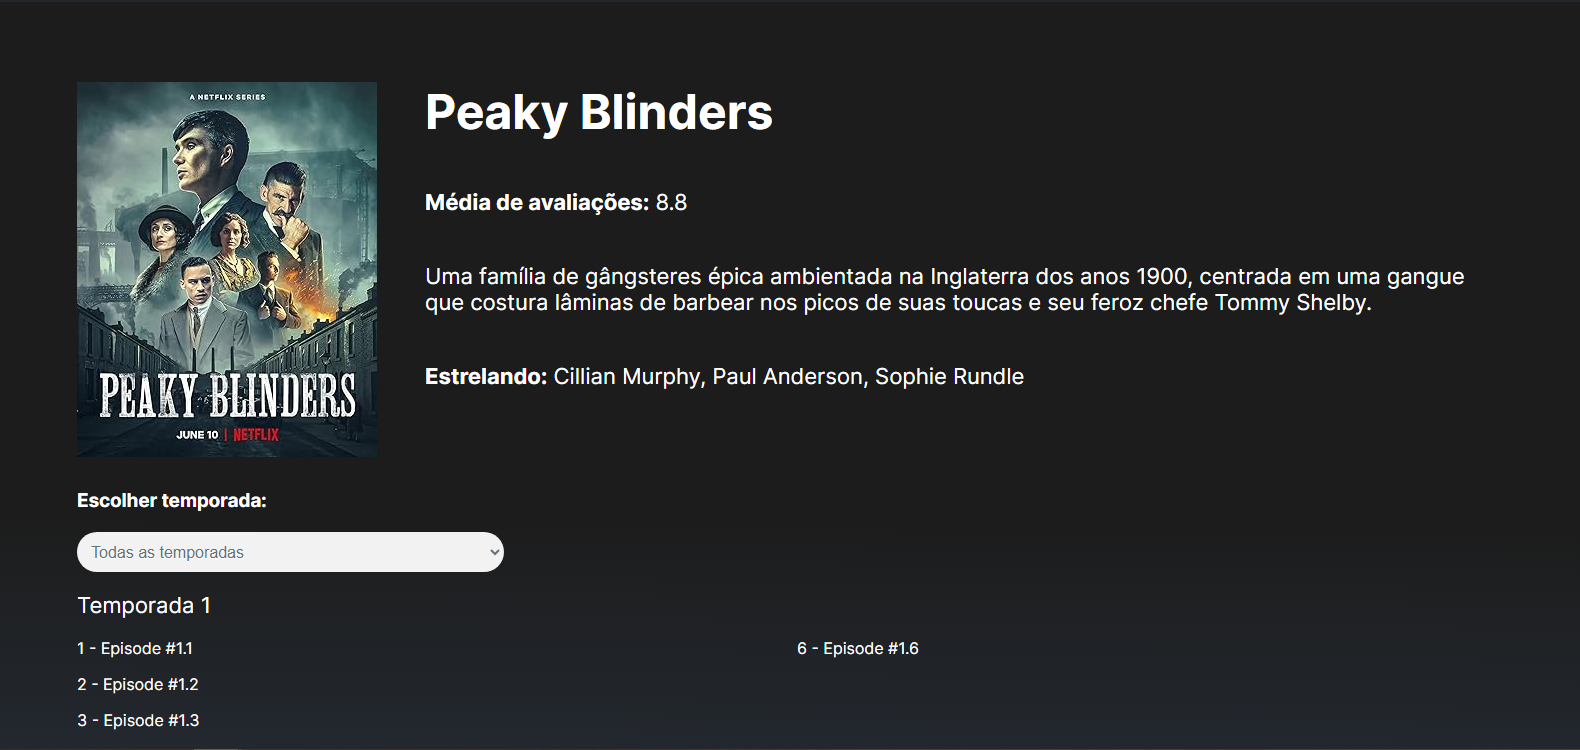 A NETFLIX SERIES
PEAKY BLINDERS
JUNE 10 | NETFLIX
Peaky Blinders
Média de avaliações: 8.8
Uma família de gângsteres épica ambientada na Inglaterra dos anos 1900, centrada em uma gangue
que costura lâminas de barbear nos picos de suas toucas e seu feroz chefe Tommy Shelby.
Estrelando: Cillian Murphy, Paul Anderson, Sophie Rundle
Escolher temporada:
Todas as temporadas
Temporada 1
1 - Episode #1.1
2 - Episode #1.2
3 - Episode #1.3
6 - Episode #1.6